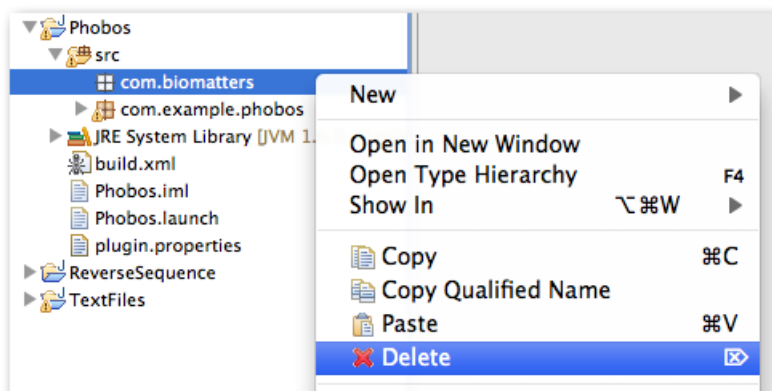 Phobos
src
com.biomatters
com.example.phobos
JRE System Library [JVM 1.
build.xml
Phobos.iml
Phobos.launch
plugin.properties
ReverseSequence
TextFiles
New
Open in New Window
Open Type Hierarchy F4
Show In ⌥⌘W
Copy ⌘C
Copy Qualified Name
Paste ⌘V
Delete ⌦